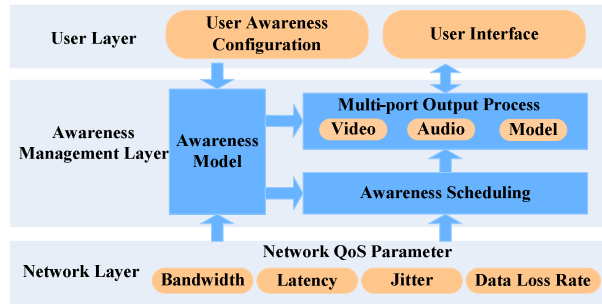 User Layer
User Awareness
Configuration
User Interface
Awareness
Management Layer
Awareness
Model
Multi-port Output Process
Video
Audio
Model
Awareness Scheduling
Network Layer
Network QoS Parameter
Bandwidth
Latency
Jitter
Data Loss Rate